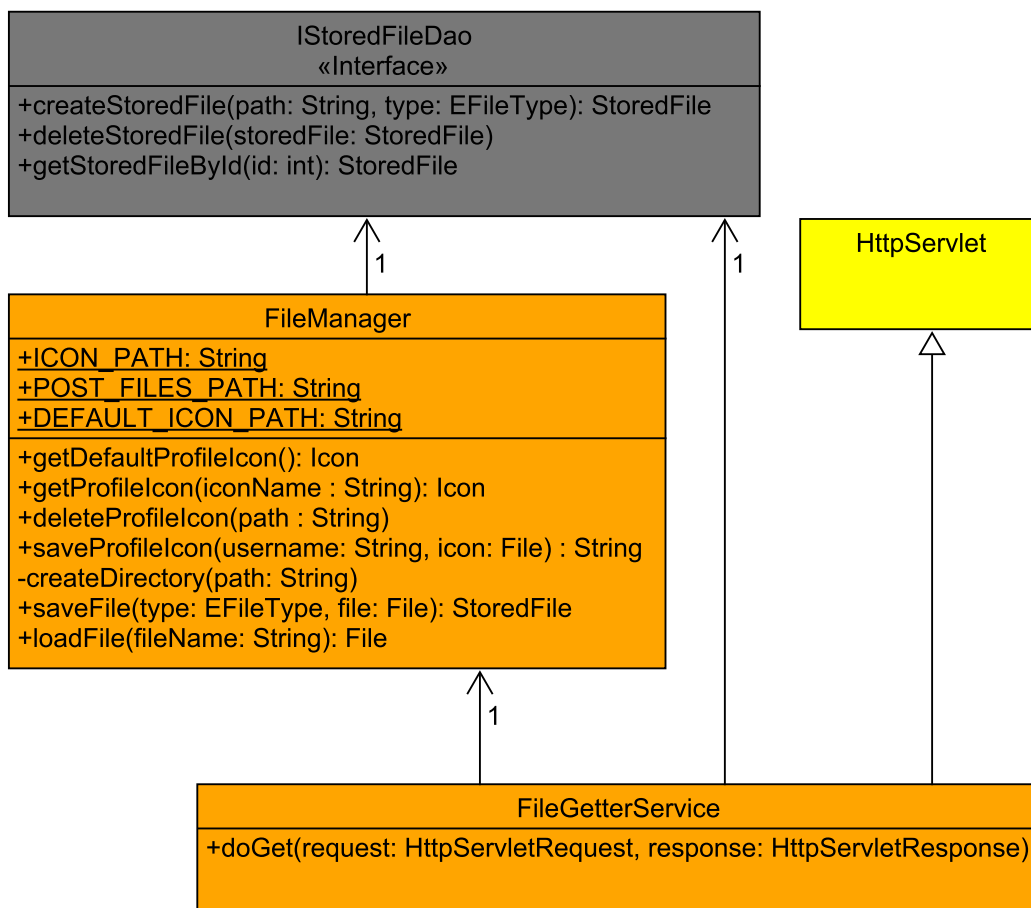 IStoredFileDao
«Interface»
+createStoredFile(path: String, type: EFileType): StoredFile
+deleteStoredFile(storedFile: StoredFile)
+getStoredFileById(id: int): StoredFile
1
1
HttpServlet
FileManager
+ICON_PATH: String
+POST_FILES_PATH: String
+DEFAULT_ICON_PATH: String
+getDefaultProfileIcon(): Icon
+getProfileIcon(iconName : String): Icon
+deleteProfileIcon(path : String)
+saveProfileIcon(username: String, icon: File) : String
-createDirectory(path: String)
+saveFile(type: EFileType, file: File): StoredFile
+loadFile(fileName: String): File
1
FileGetterService
+doGet(request: HttpServletRequest, response: HttpServletResponse)